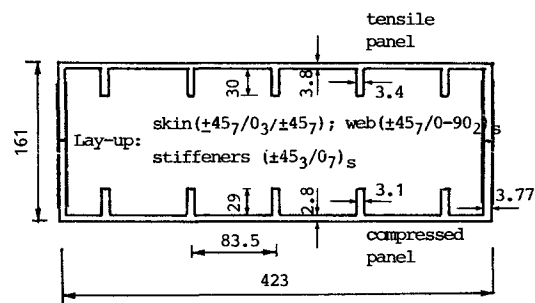 tensile
panel
30
3.8
3.4
161
Lay-up:
skin(±45₇/0₃/±45₇); web(±45₇/0-90₂)s
stiffeners (±45₃/0₇)s
29
2.8
3.1
3.77
83.5
compressed
panel
423